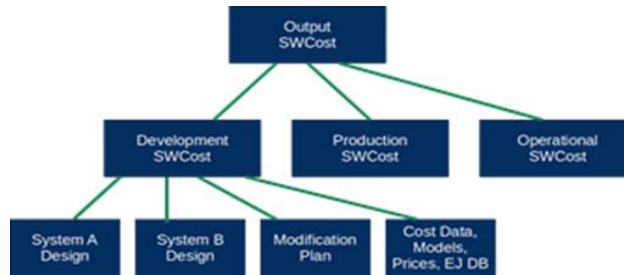 Output
SWCost
Development
SWCost
Production
SWCost
Operational
SWCost
System A
Design
System B
Design
Modification
Plan
Cost Data,
Models,
Prices, EJ DB